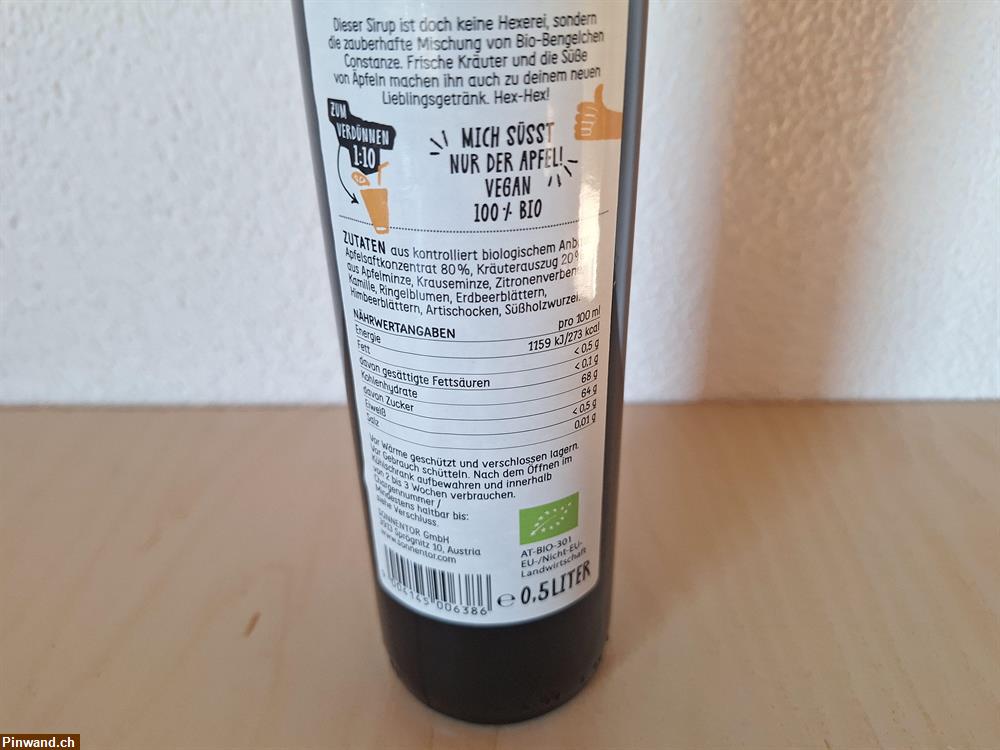 Dieser Sirup ist doch keine Hexerei, sondern
die zauberhafte Mischung von Bio-Bengelchen
Constanze. Frische Kräuter und die Süße
von Äpfeln machen ihn auch zu deinem neuen
Lieblingsgetränk. Hex-Hex!
ZUM
VERDÜNNEN
1:10
MICH SÜSST
NUR DER APFEL!
VEGAN
100% BIO
ZUTATEN aus kontrolliert biologischem
Apfelsaftkonzentrat 80%, Kräuterauszug 20%
aus Apfelminze, Krauseminze, Zitronenverbene,
Kamille, Ringelblumen, Erdbeerblättern,
Himbeerblättern, Artischocken, Süßholzwurzel
NÄHRWERTANGABEN pro 100 ml
Energie 1159 kJ/273 kcal
Fett <0,5 g
davon gesättigte Fettsäuren <0,1 g
Kohlenhydrate 68 g
davon Zucker 64 g
Eiweiß <0,5 g
Salz 0,01 g
Vor Wärme geschützt und verschlossen lagern.
Vor Gebrauch schütteln. Nach dem Öffnen im
Kühlschrank aufbewahren und innerhalb
von 2 bis 3 Wochen verbrauchen.
Chargennummer /
Mindestens haltbar bis:
siehe Verschluss.
SONNENTOR GmbH
Sprögnitz 10, Austria
www.sonnentor.com
AT-BIO-301
EU-/Nicht-EU-
Landwirtschaft
9 004145 006386
e 0,5 LITER
Pinwand.ch